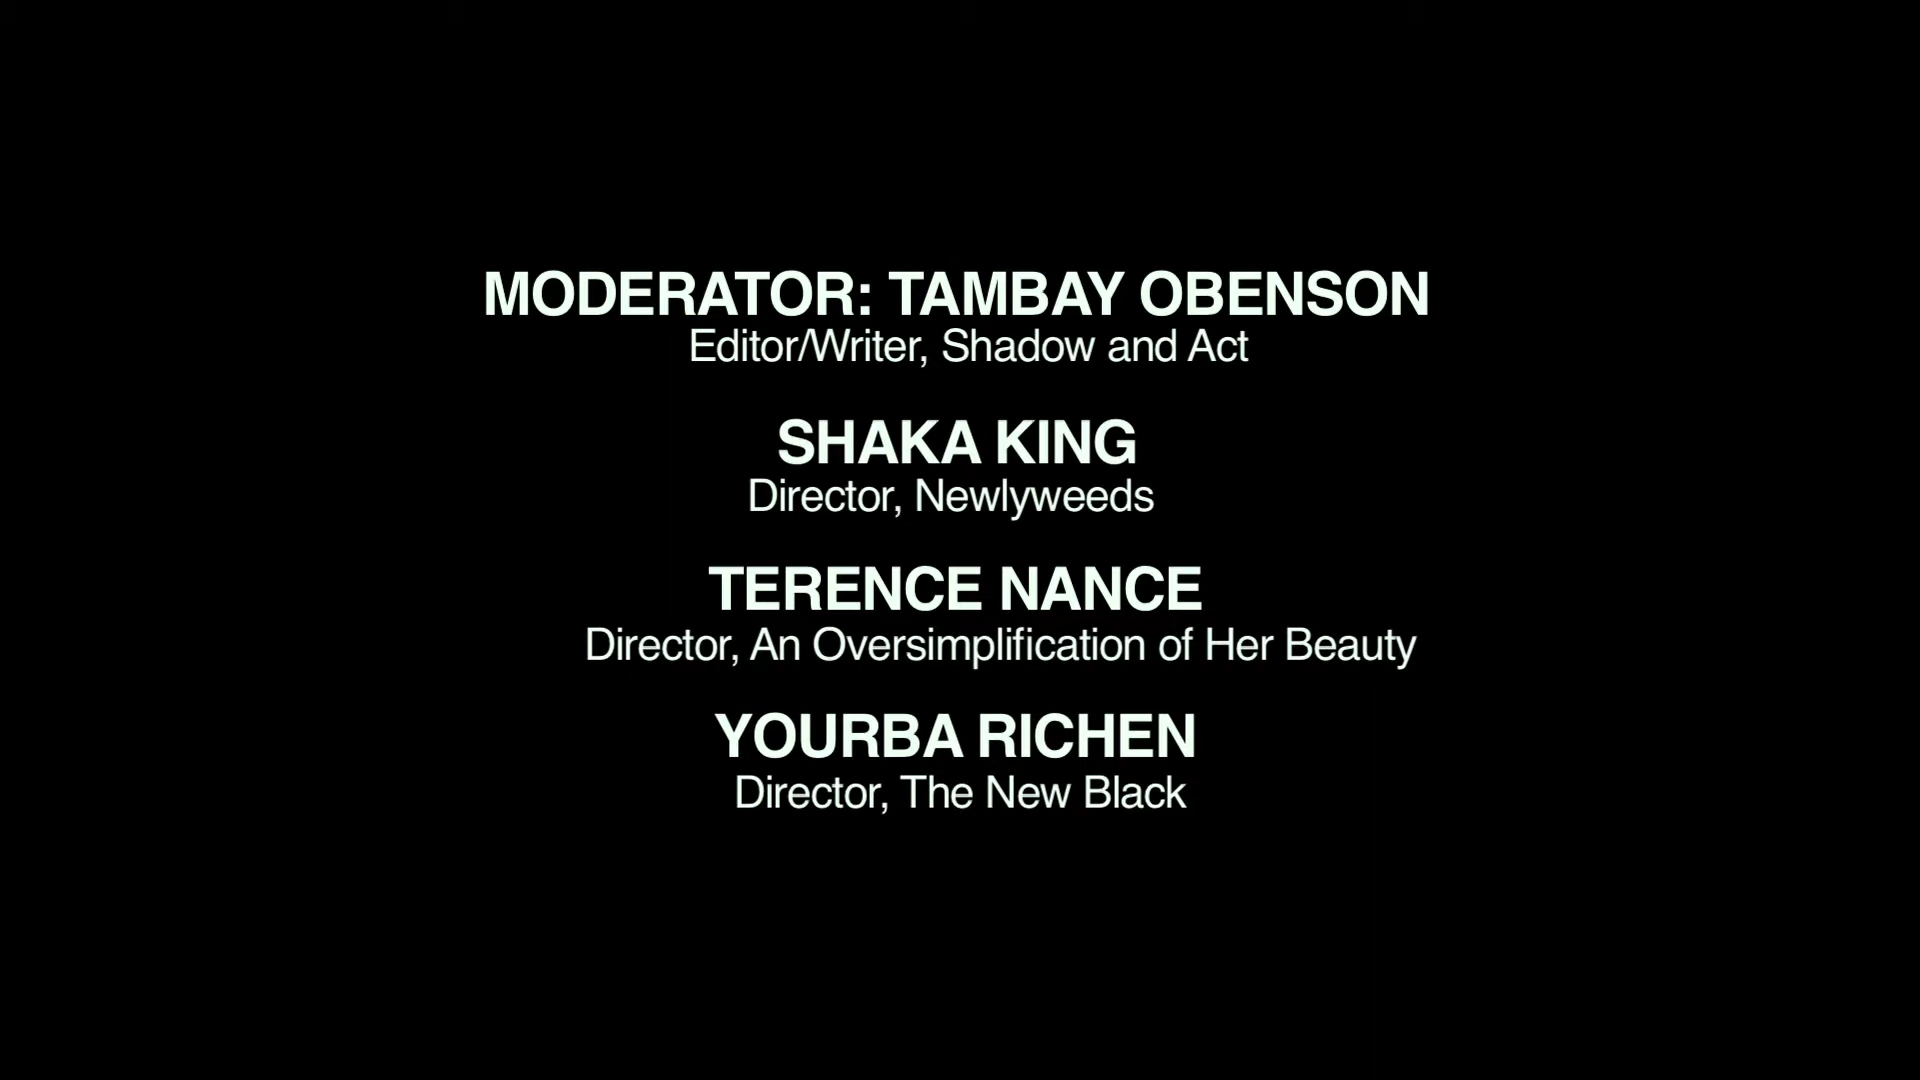 MODERATOR: TAMBAY OBENSON
Editor/Writer, Shadow and Act
SHAKA KING
Director, Newlyweeds
TERENCE NANCE
Director, An Oversimplification of Her Beauty
YOURBA RICHEN
Director, The New Black